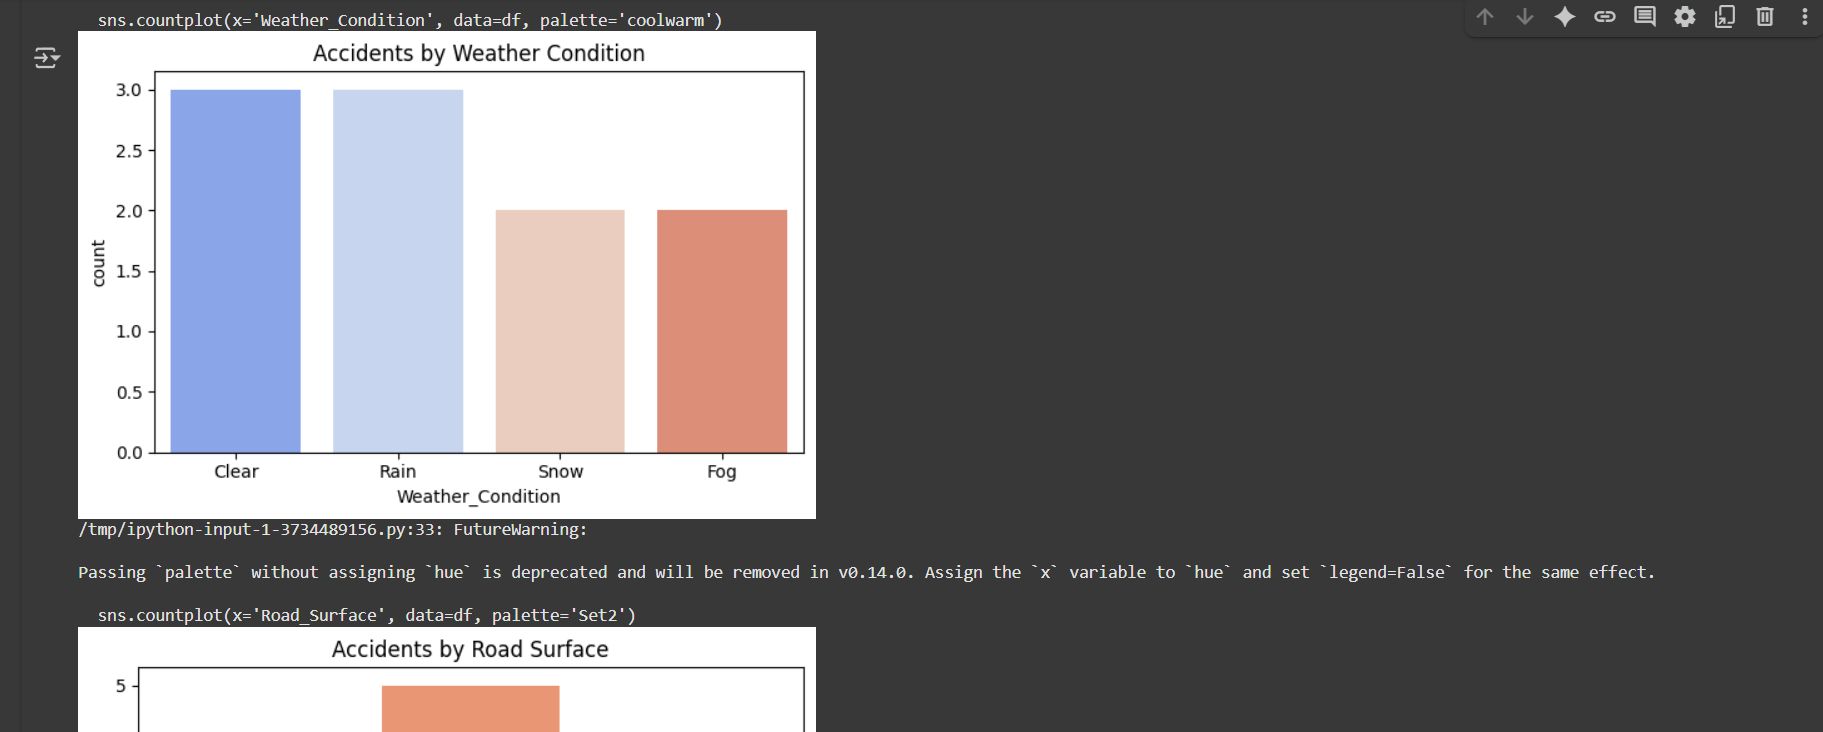 sns.countplot(x='Weather_Condition', data=df, palette='coolwarm')
Accidents by Weather Condition
3.0
2.5
2.0
1.5
1.0
0.5
0.0
count
Clear Rain Snow Fog
Weather_Condition
/tmp/ipython-input-1-3734489156.py:33: FutureWarning:
Passing `palette` without assigning `hue` is deprecated and will be removed in v0.14.0. Assign the `x` variable to `hue` and set `legend=False` for the same effect.
sns.countplot(x='Road_Surface', data=df, palette='Set2')
Accidents by Road Surface
5